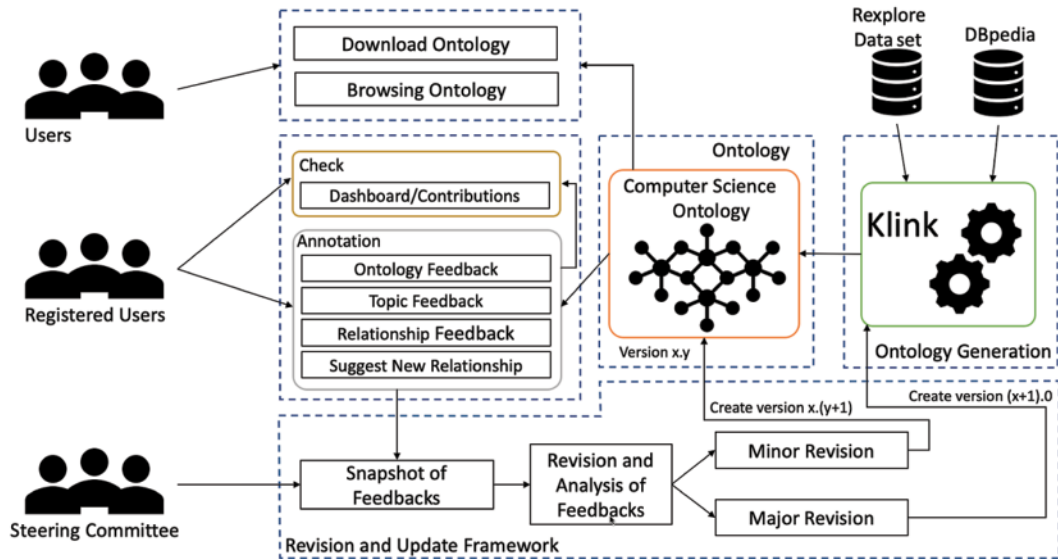 Users
Registered Users
Steering Committee
Download Ontology
Browsing Ontology
Check
Dashboard/Contributions
Annotation
Ontology Feedback
Topic Feedback
Relationship Feedback
Suggest New Relationship
Ontology
Computer Science
Ontology
Version x.y
Rexplore
Data set
DBpedia
Klink
Ontology Generation
Create version x.(y+1)
Create version (x+1).0
Snapshot of
Feedbacks
Revision and
Analysis of
Feedbacks
Minor Revision
Major Revision
Revision and Update Framework